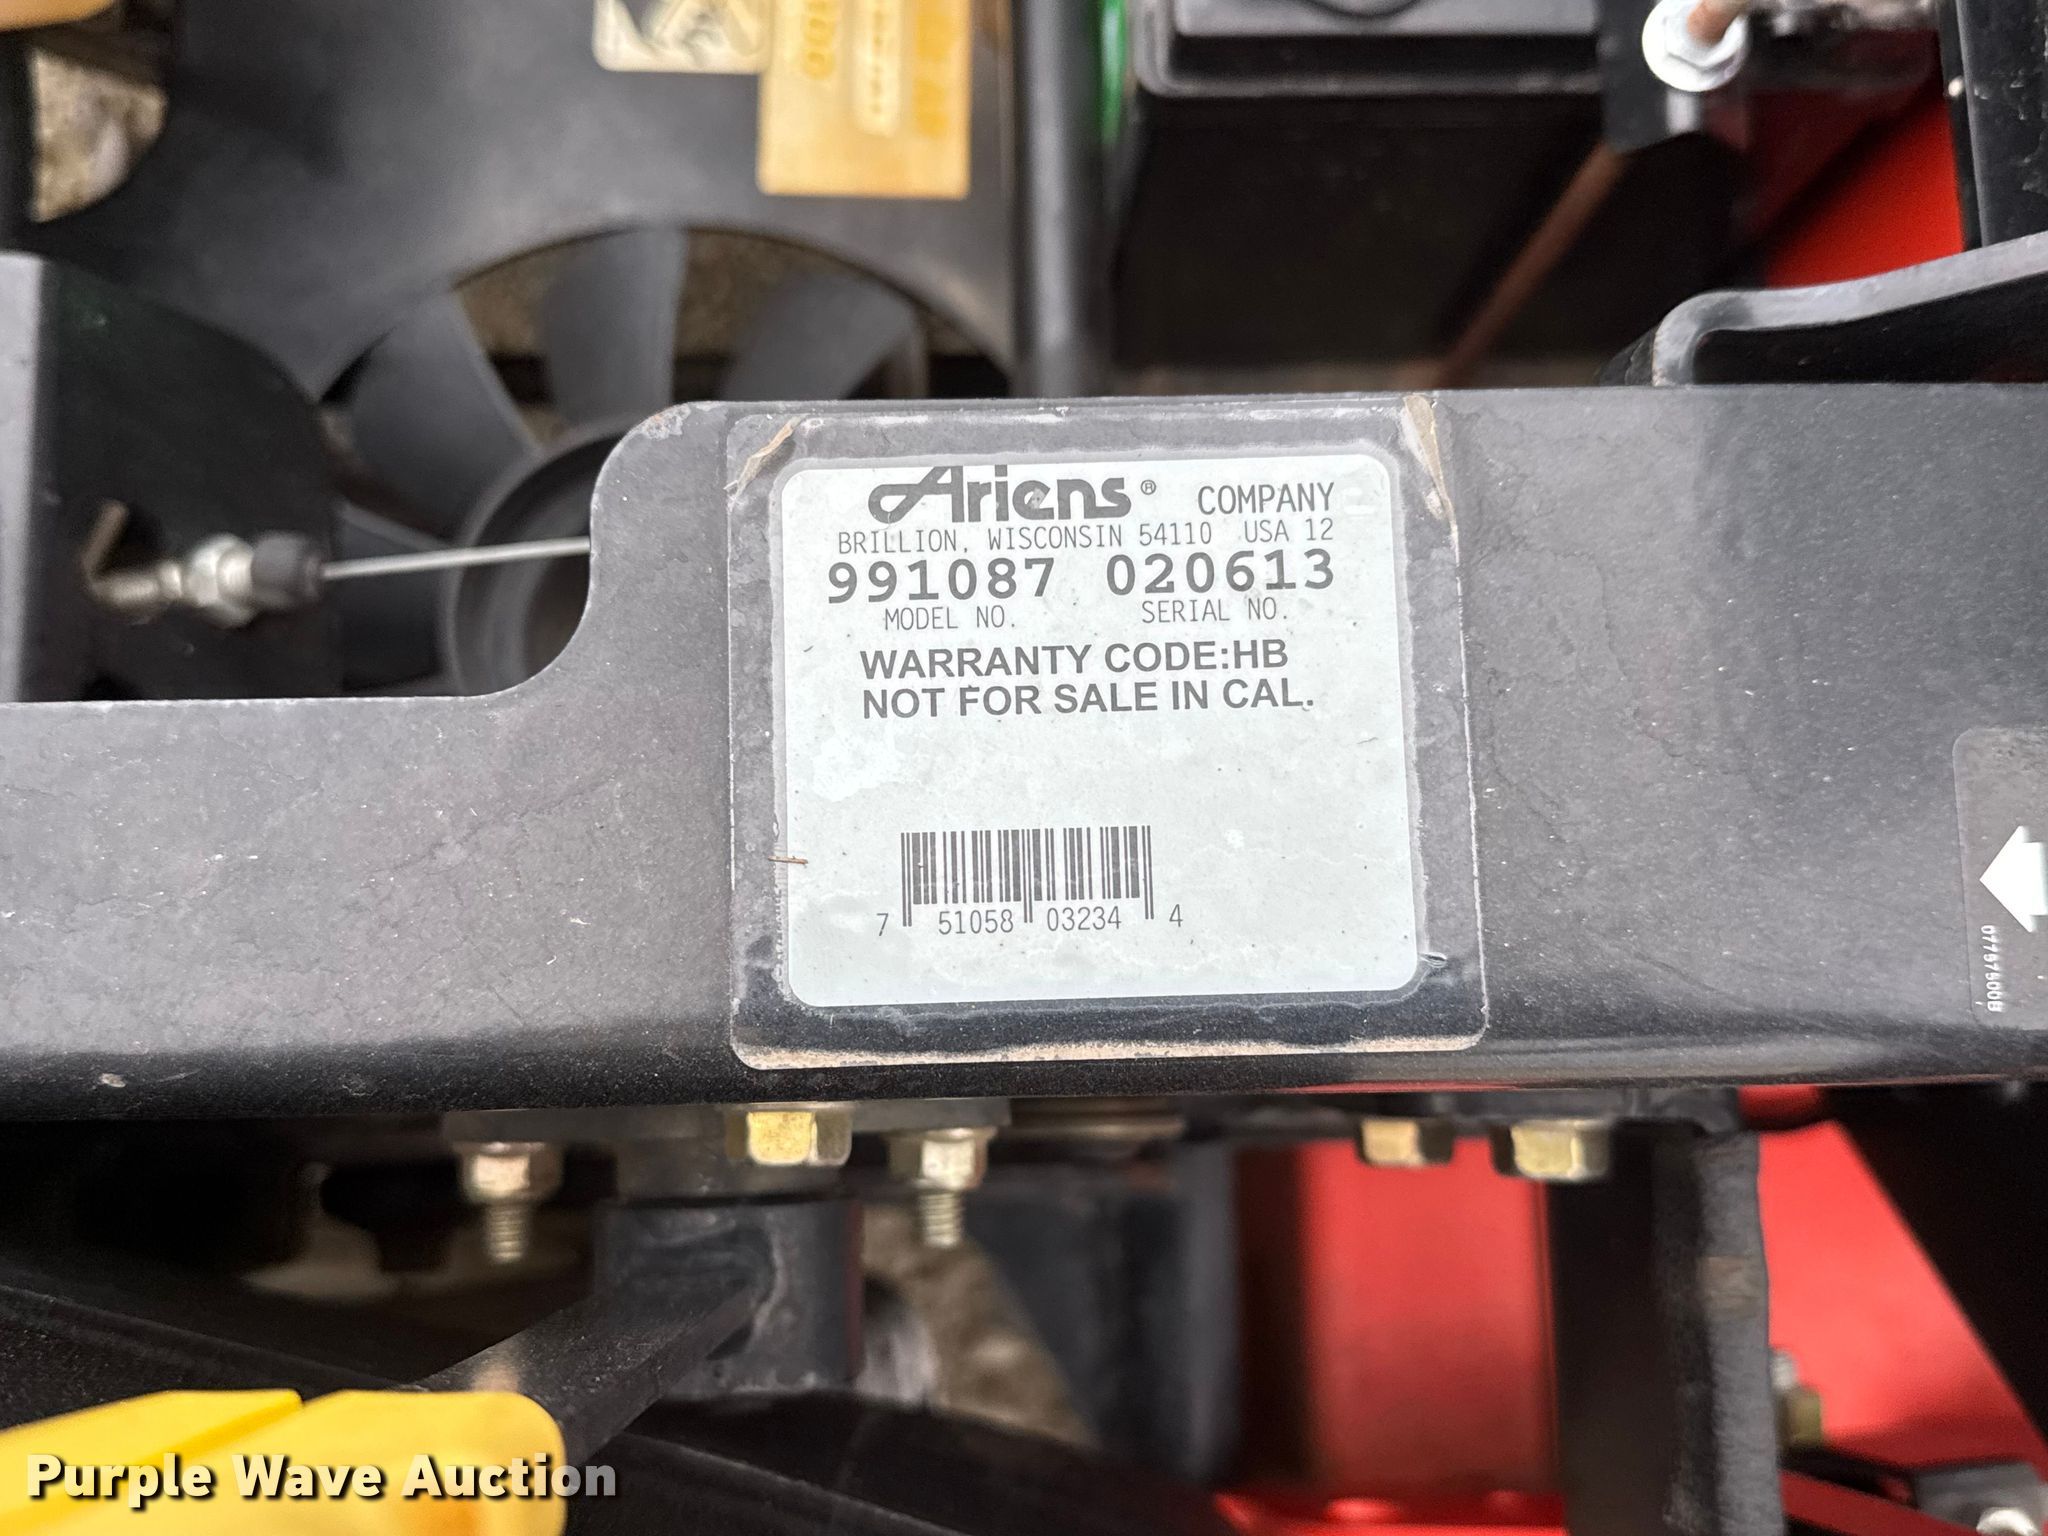 Ariens® COMPANY
BRILLION, WISCONSIN 54110 USA 12
991087 020613
MODEL NO. SERIAL NO.
WARRANTY CODE:HB
NOT FOR SALE IN CAL.
7 51058 03234 4
Purple Wave Auction